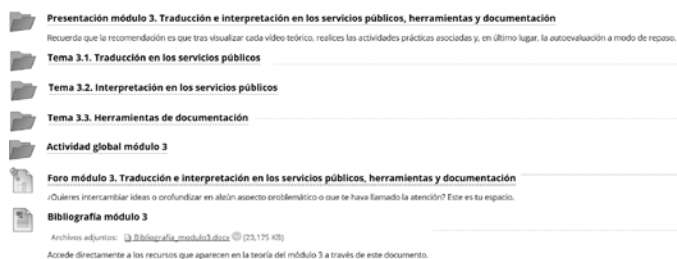 Presentación módulo 3. Traducción e interpretación en los servicios públicos, herramientas y documentación
Recuerda que la recomendación es que tras visualizar cada vídeo teórico, realices las actividades prácticas asociadas y, en último lugar, la autoevaluación a modo de repaso.
Tema 3.1. Traducción en los servicios públicos
Tema 3.2. Interpretación en los servicios públicos
Tema 3.3. Herramientas de documentación
Actividad global módulo 3
Foro módulo 3. Traducción e interpretación en los servicios públicos, herramientas y documentación
¿Quieres intercambiar ideas o profundizar en algún aspecto problemático o que te haya llamado la atención? Este es tu espacio.
Bibliografía módulo 3
Archivos adjuntos: Bibliografia_modulo3.docx (23,175 KB)
Accede directamente a los recursos que aparecen en la teoría del módulo 3 a través de este documento.